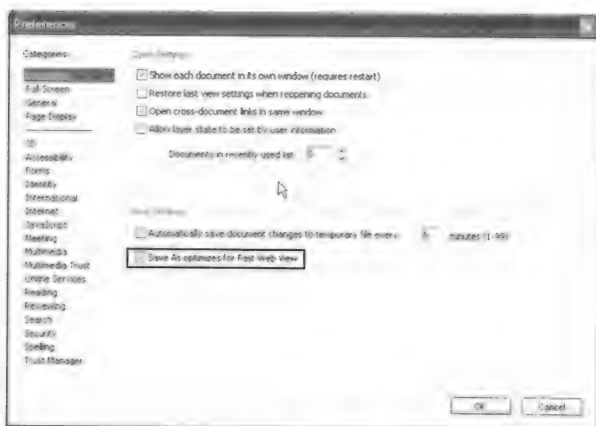 Preferences
Categories:
Open Settings
Full Screen
General
Page Display
3D
Accessibility
Forms
Identity
International
Internet
JavaScript
Meeting
Multimedia
Multimedia Trust
Online Services
Reading
Reviewing
Search
Security
Spelling
Trust Manager
Show each document in its own window (requires restart)
Restore last view settings when reopening documents
Open cross-document links in same window
Allow layer state to be set by user information
Documents in recently used list:
Automatically save document changes to temporary file every: minutes (1-99)
Save As optimizes for Fast Web View
OK
Cancel